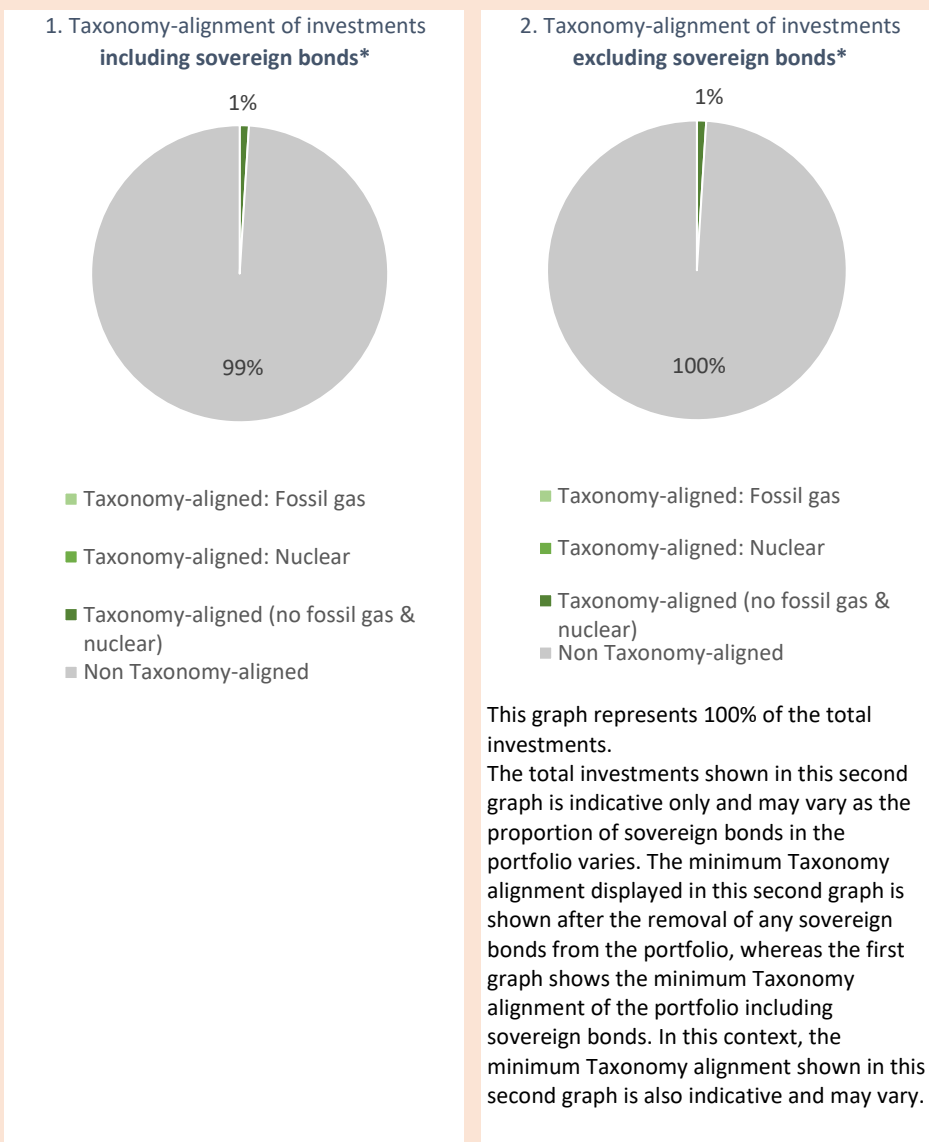 1. Taxonomy-alignment of investments
including sovereign bonds*
1%
99%
Taxonomy-aligned: Fossil gas
Taxonomy-aligned: Nuclear
Taxonomy-aligned (no fossil gas &
nuclear)
Non Taxonomy-aligned
2. Taxonomy-alignment of investments
excluding sovereign bonds*
1%
100%
Taxonomy-aligned: Fossil gas
Taxonomy-aligned: Nuclear
Taxonomy-aligned (no fossil gas &
nuclear)
Non Taxonomy-aligned
This graph represents 100% of the total
investments.
The total investments shown in this second
graph is indicative only and may vary as the
proportion of sovereign bonds in the
portfolio varies. The minimum Taxonomy
alignment displayed in this second graph is
shown after the removal of any sovereign
bonds from the portfolio, whereas the first
graph shows the minimum Taxonomy
alignment of the portfolio including
sovereign bonds. In this context, the
minimum Taxonomy alignment shown in this
second graph is also indicative and may vary.